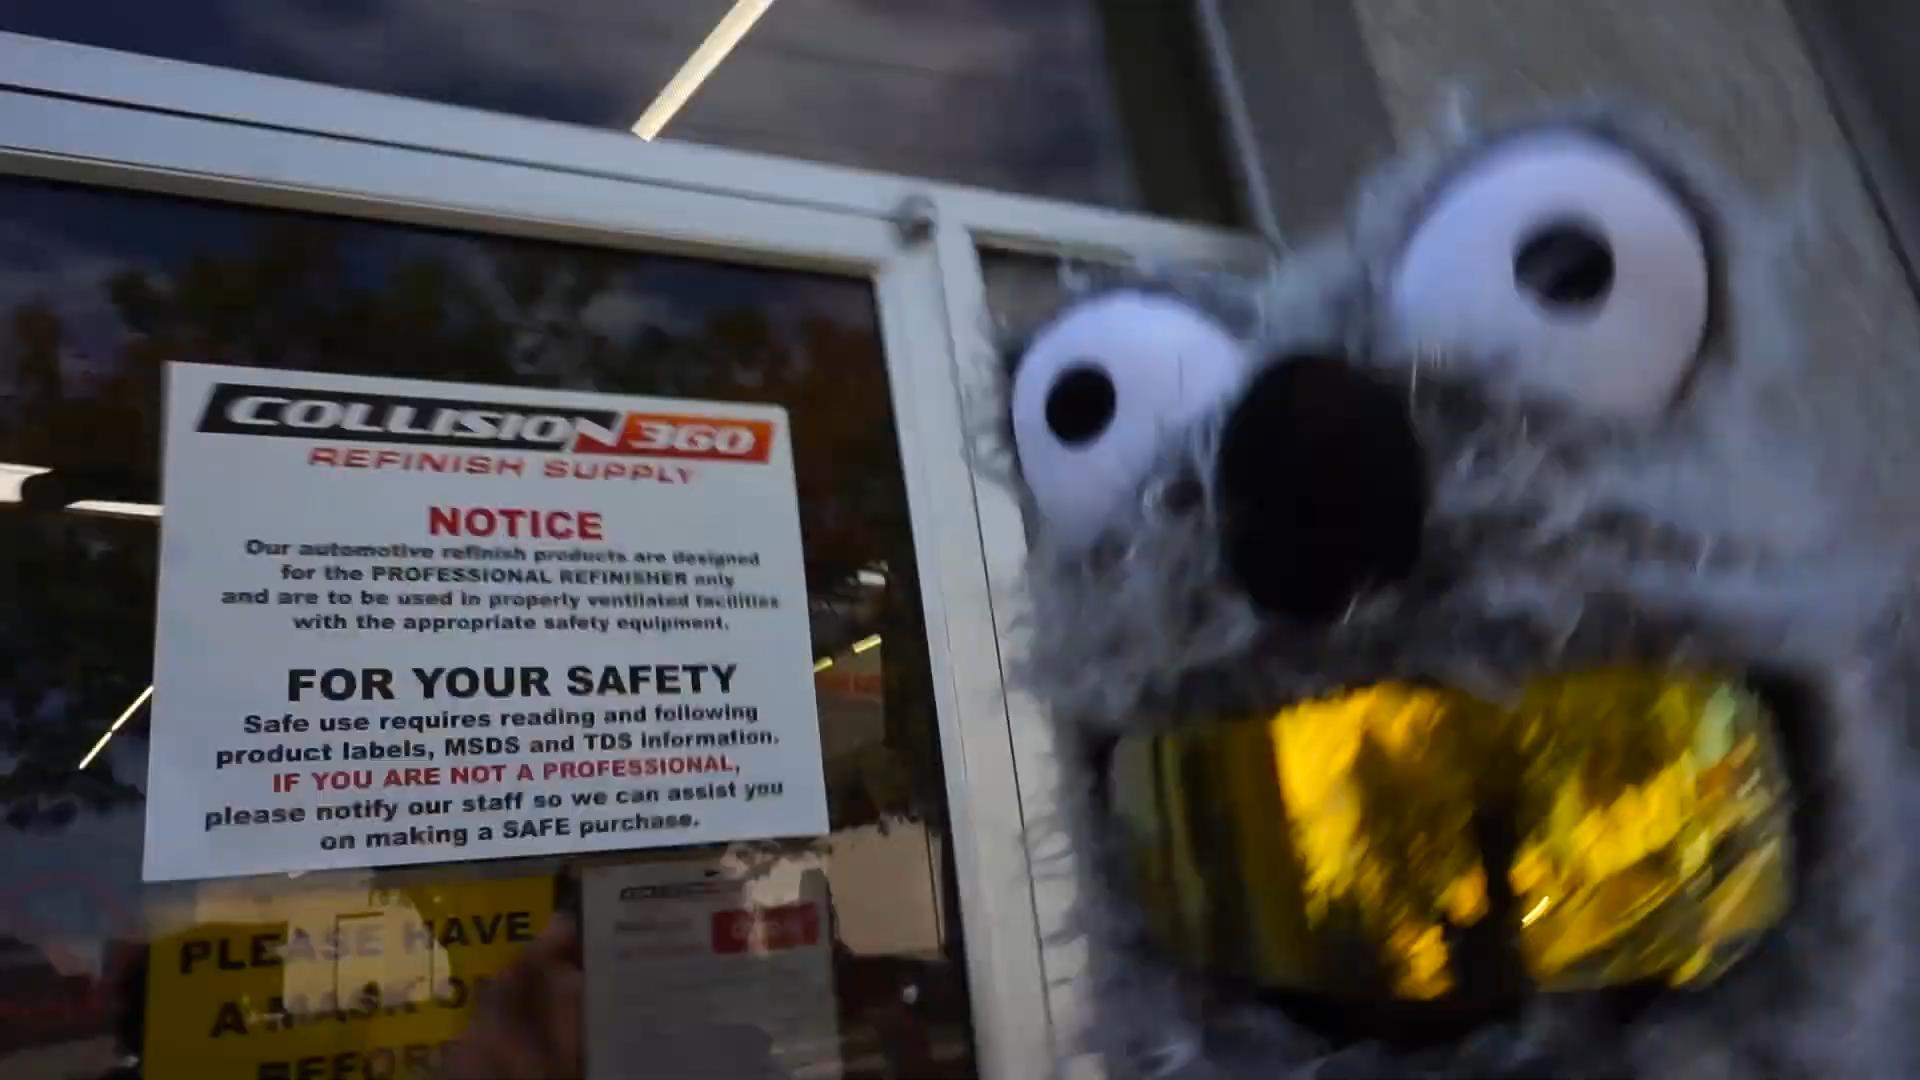 COLLISION 360
REFINISH SUPPLY
NOTICE
Our automotive refinish products are designed
for the PROFESSIONAL REFINISHER only
and are to be used in properly ventilated facilities
with the appropriate safety equipment.
FOR YOUR SAFETY
Safe use requires reading and following
product labels, MSDS and TDS information.
IF YOU ARE NOT A PROFESSIONAL,
please notify our staff so we can assist you
on making a SAFE purchase.
PLEASE HAVE
A MASK